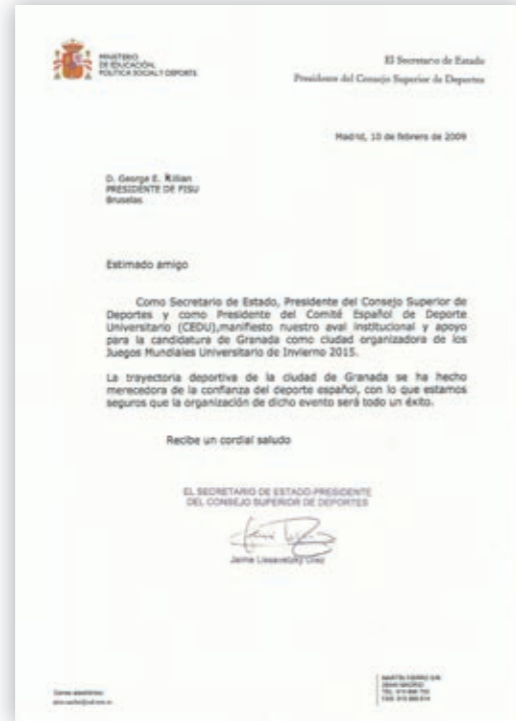 MINISTERIO
DE EDUCACIÓN,
POLÍTICA SOCIAL Y DEPORTE
El Secretario de Estado
Presidente del Consejo Superior de Deportes
Madrid, 10 de febrero de 2009
D. George E. Killian
PRESIDENTE DE FISU
Bruselas
Estimado amigo
Como Secretario de Estado, Presidente del Consejo Superior de
Deportes y como Presidente del Comité Español de Deporte
Universitario (CEDU),manifiesto nuestro aval institucional y apoyo
para la candidatura de Granada como ciudad organizadora de los
Juegos Mundiales Universitario de Invierno 2015.
La trayectoria deportiva de la ciudad de Granada se ha hecho
merecedora de la confianza del deporte español, con lo que estamos
seguros que la organización de dicho evento será todo un éxito.
Recibe un cordial saludo
EL SECRETARIO DE ESTADO-PRESIDENTE
DEL CONSEJO SUPERIOR DE DEPORTES
Jaime Lissavetzky Díez
Correo electrónico:
MARTÍN FIERRO S/N
28040 MADRID